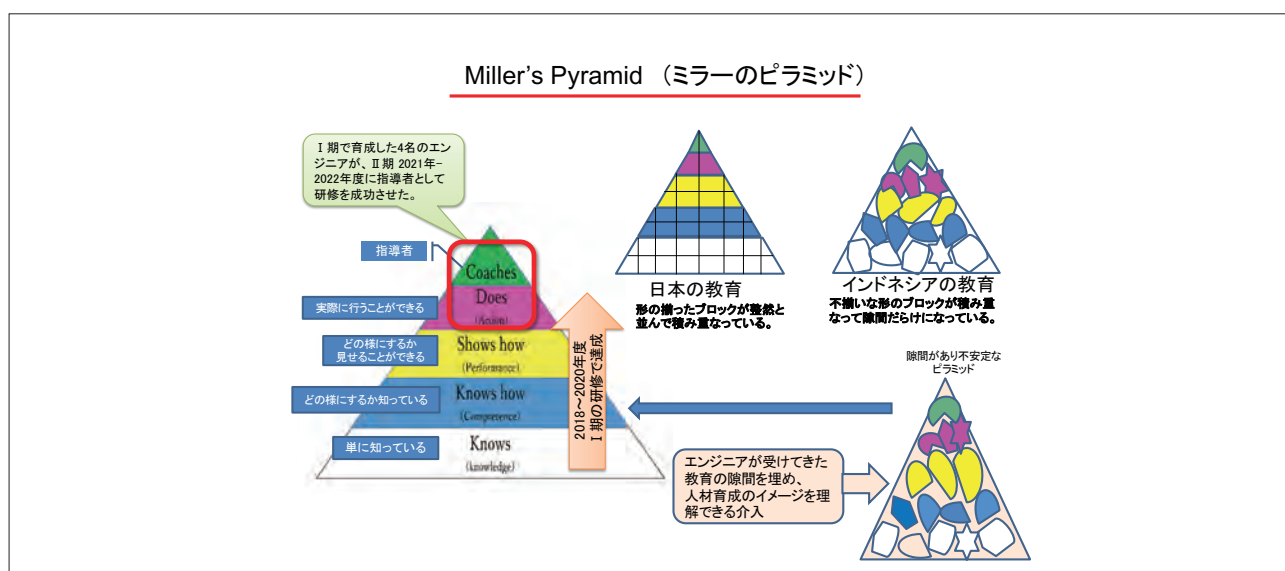 Miller's Pyramid （ミラーのピラミッド）
Ⅰ期で育成した4名のエン
ジニアが、Ⅱ期 2021年-
2022年度に指導者として
研修を成功させた。
指導者
Coaches
実際に行うことができる
Does
(Action)
どの様にするか
見せることができる
Shows how
(Performance)
どの様にするか知っている
Knows how
(Competence)
単に知っている
Knows
(knowledge)
2018～2020年度
Ⅰ期の研修で達成
日本の教育
形の揃ったブロックが整然と
並んで積み重なっている。
インドネシアの教育
不揃いな形のブロックが積み重
なって隙間だらけになっている。
隙間があり不安定な
ピラミッド
エンジニアが受けてきた
教育の隙間を埋め、
人材育成のイメージを理
解できる介入